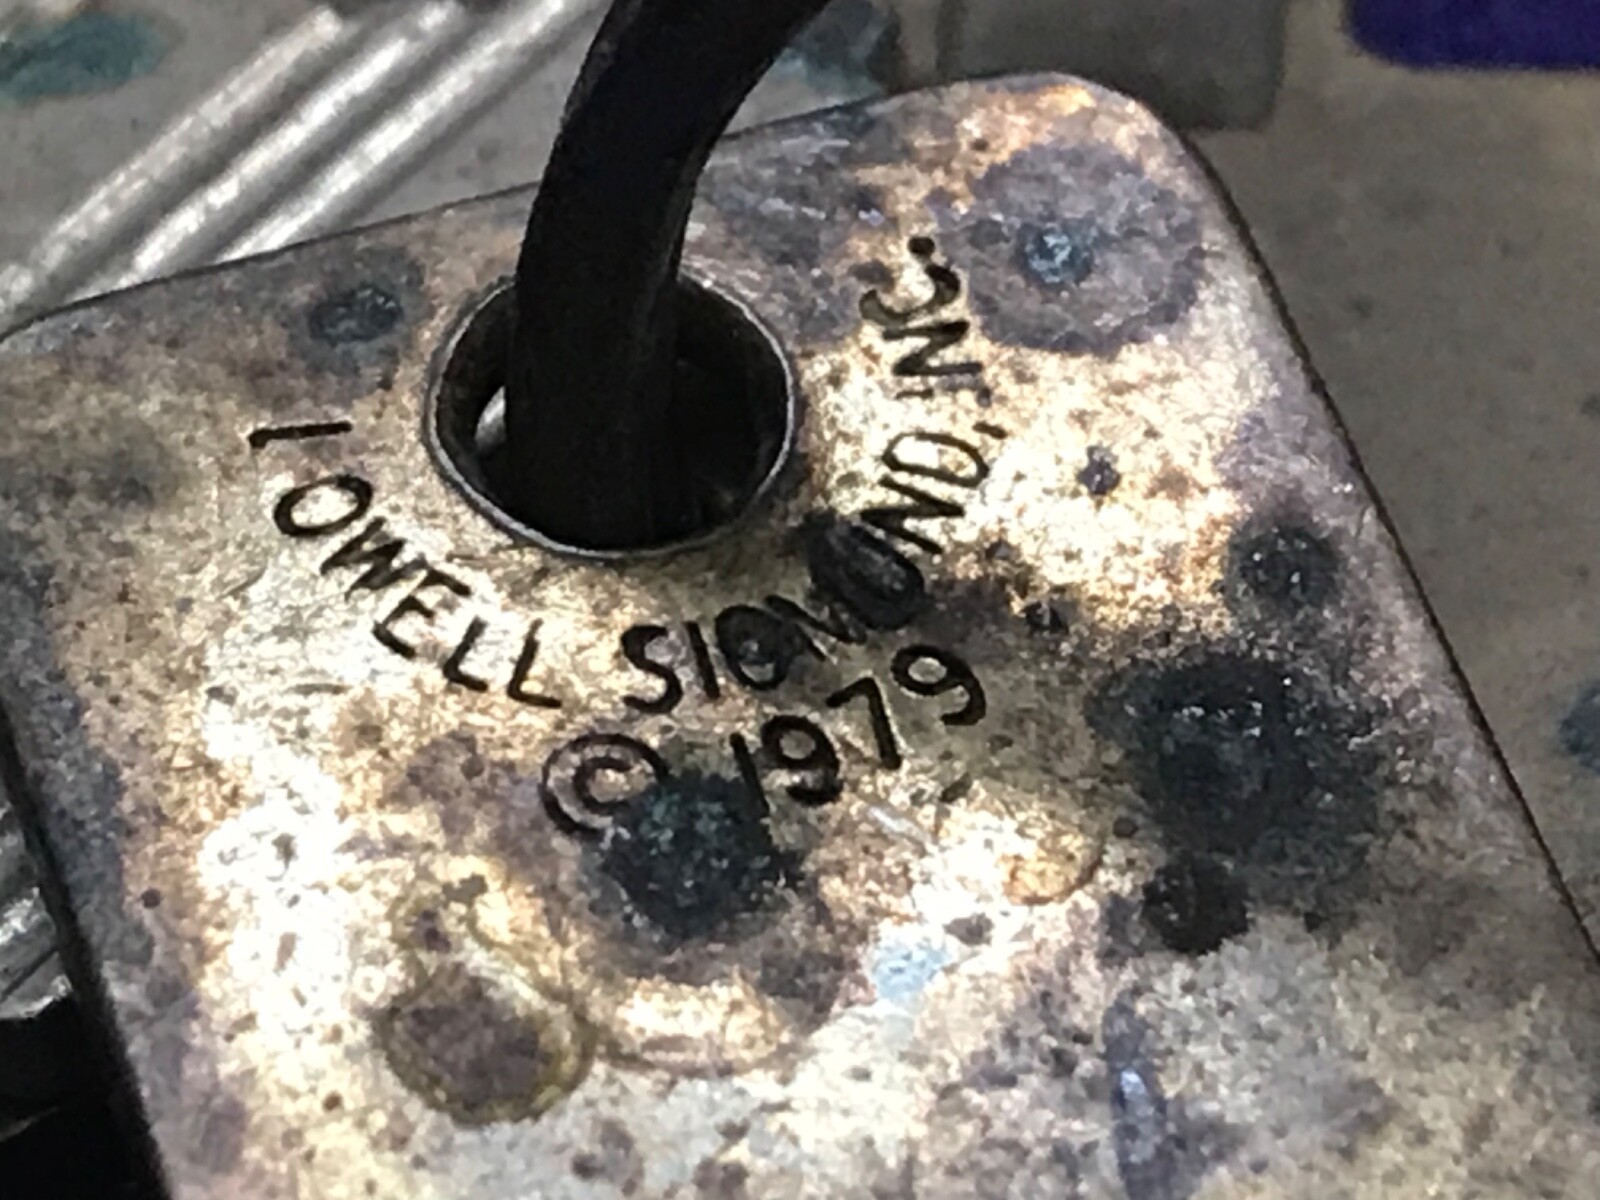 LOWELL SIGMUND, INC.
© 1979